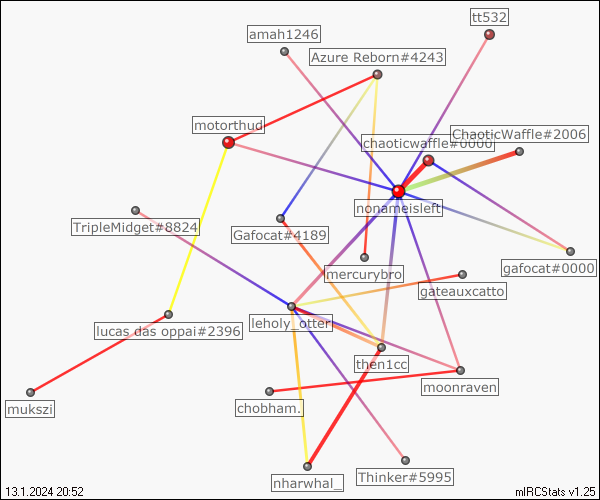 tt532
amah1246
Azure Reborn#4243
motorthud
ChaoticWaffle#2006
chaoticwaffle#0000
nonameisleft
TripleMidget#8824
Gafocat#4189
mercurybro
gafocat#0000
gateauxcatto
leholy_otter
lucas.das oppai#2396
then1cc
moonraven
mukszi
chobham.
nharwhal_
Thinker#5995
13.1.2024 20:52
mIRCStats v1.25